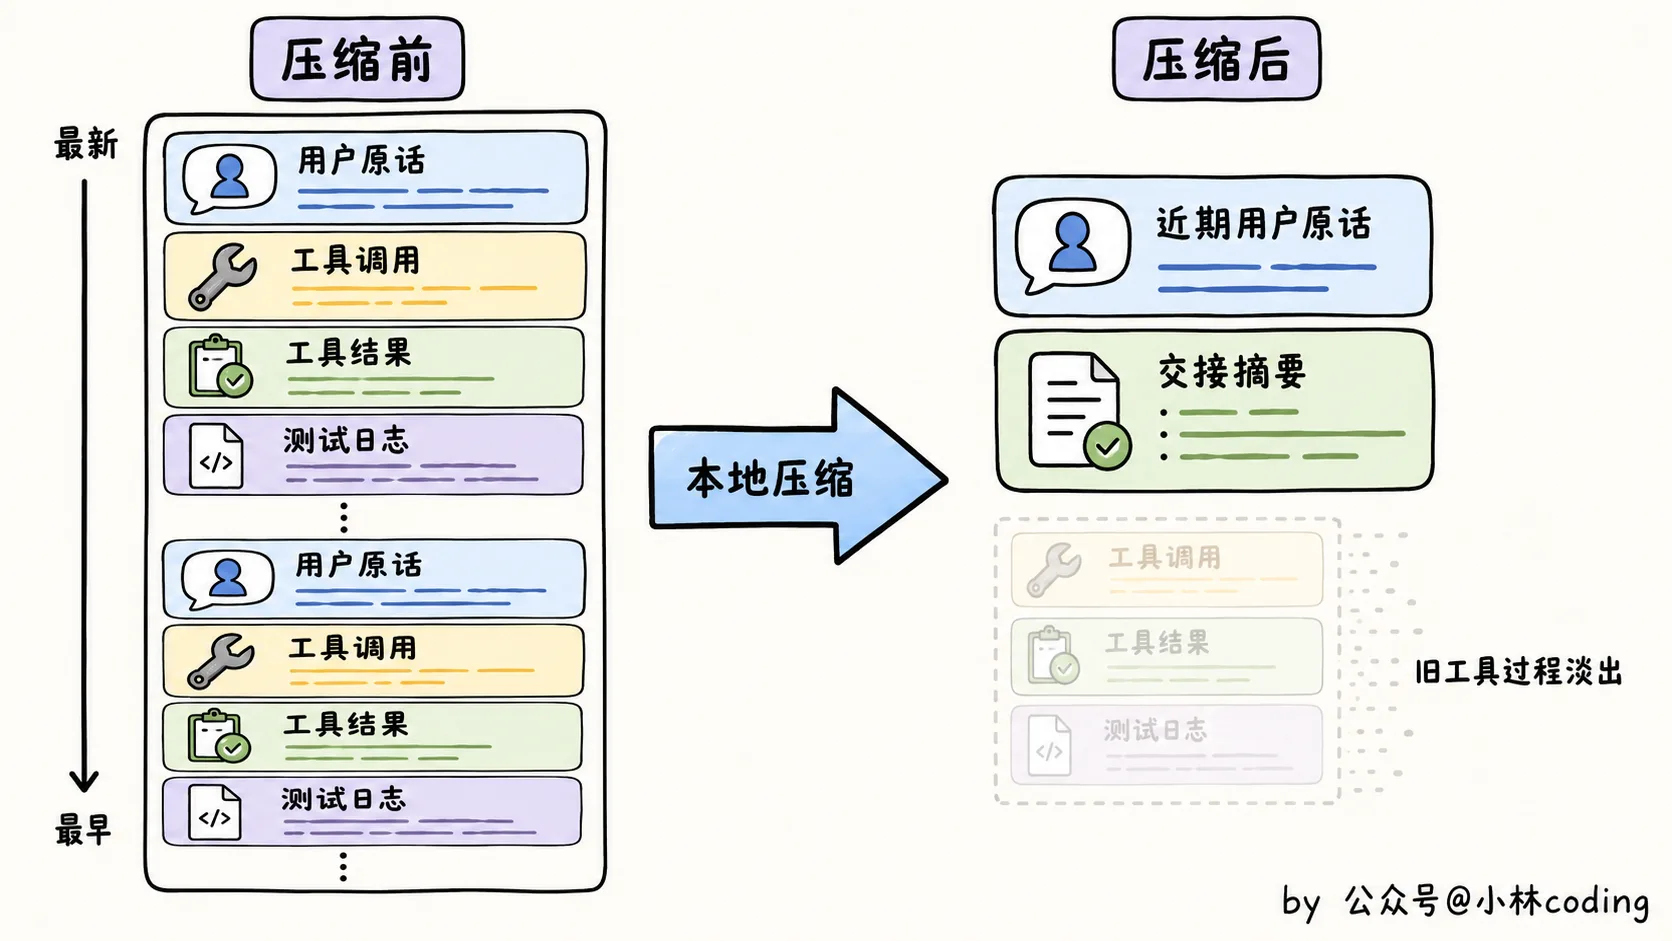 压缩前
最新
用户原话
工具调用
工具结果
测试日志
用户原话
工具调用
工具结果
测试日志
最早
本地压缩
压缩后
近期用户原话
交接摘要
工具调用
工具结果
测试日志
旧工具过程淡出
by 公众号@小林coding